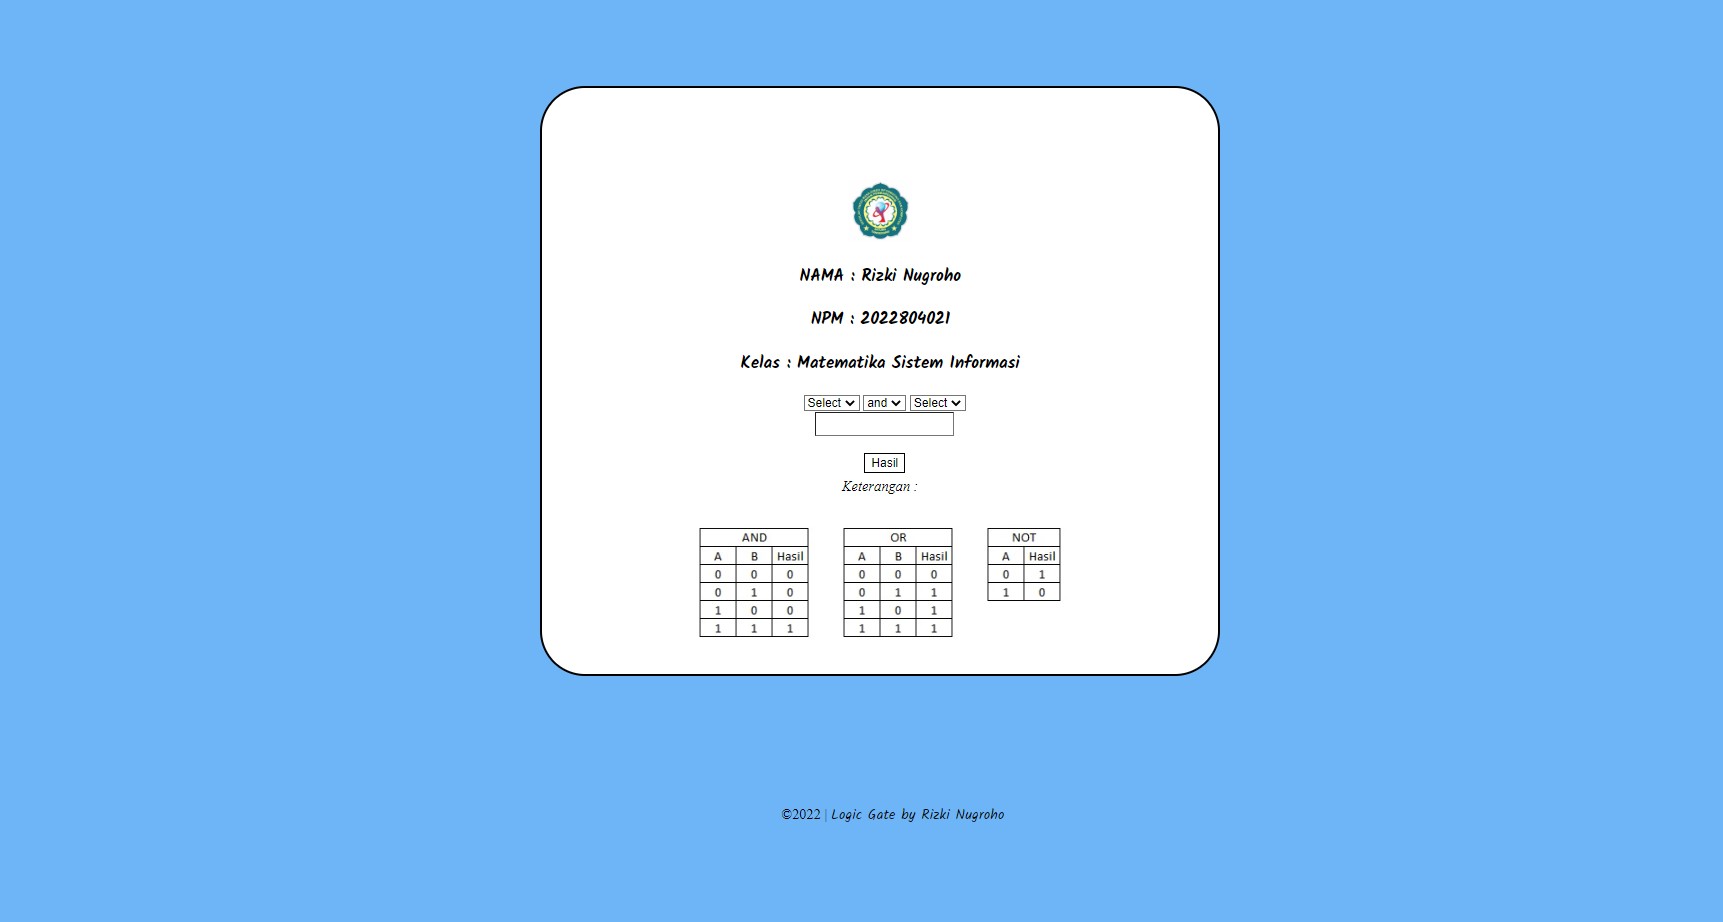 NAMA : Rizki Nugroho
NPM : 2022804021
Kelas : Matematika Sistem Informasi
Select and Select
Hasil
Keterangan :
AND OR NOT
A B Hasil A B Hasil A Hasil
0 0 0 0 0 0 0 1
0 1 0 0 1 1 1 0
1 0 0 1 0 1
1 1 1 1 1 1
©2022 | Logic Gate by Rizki Nugroho